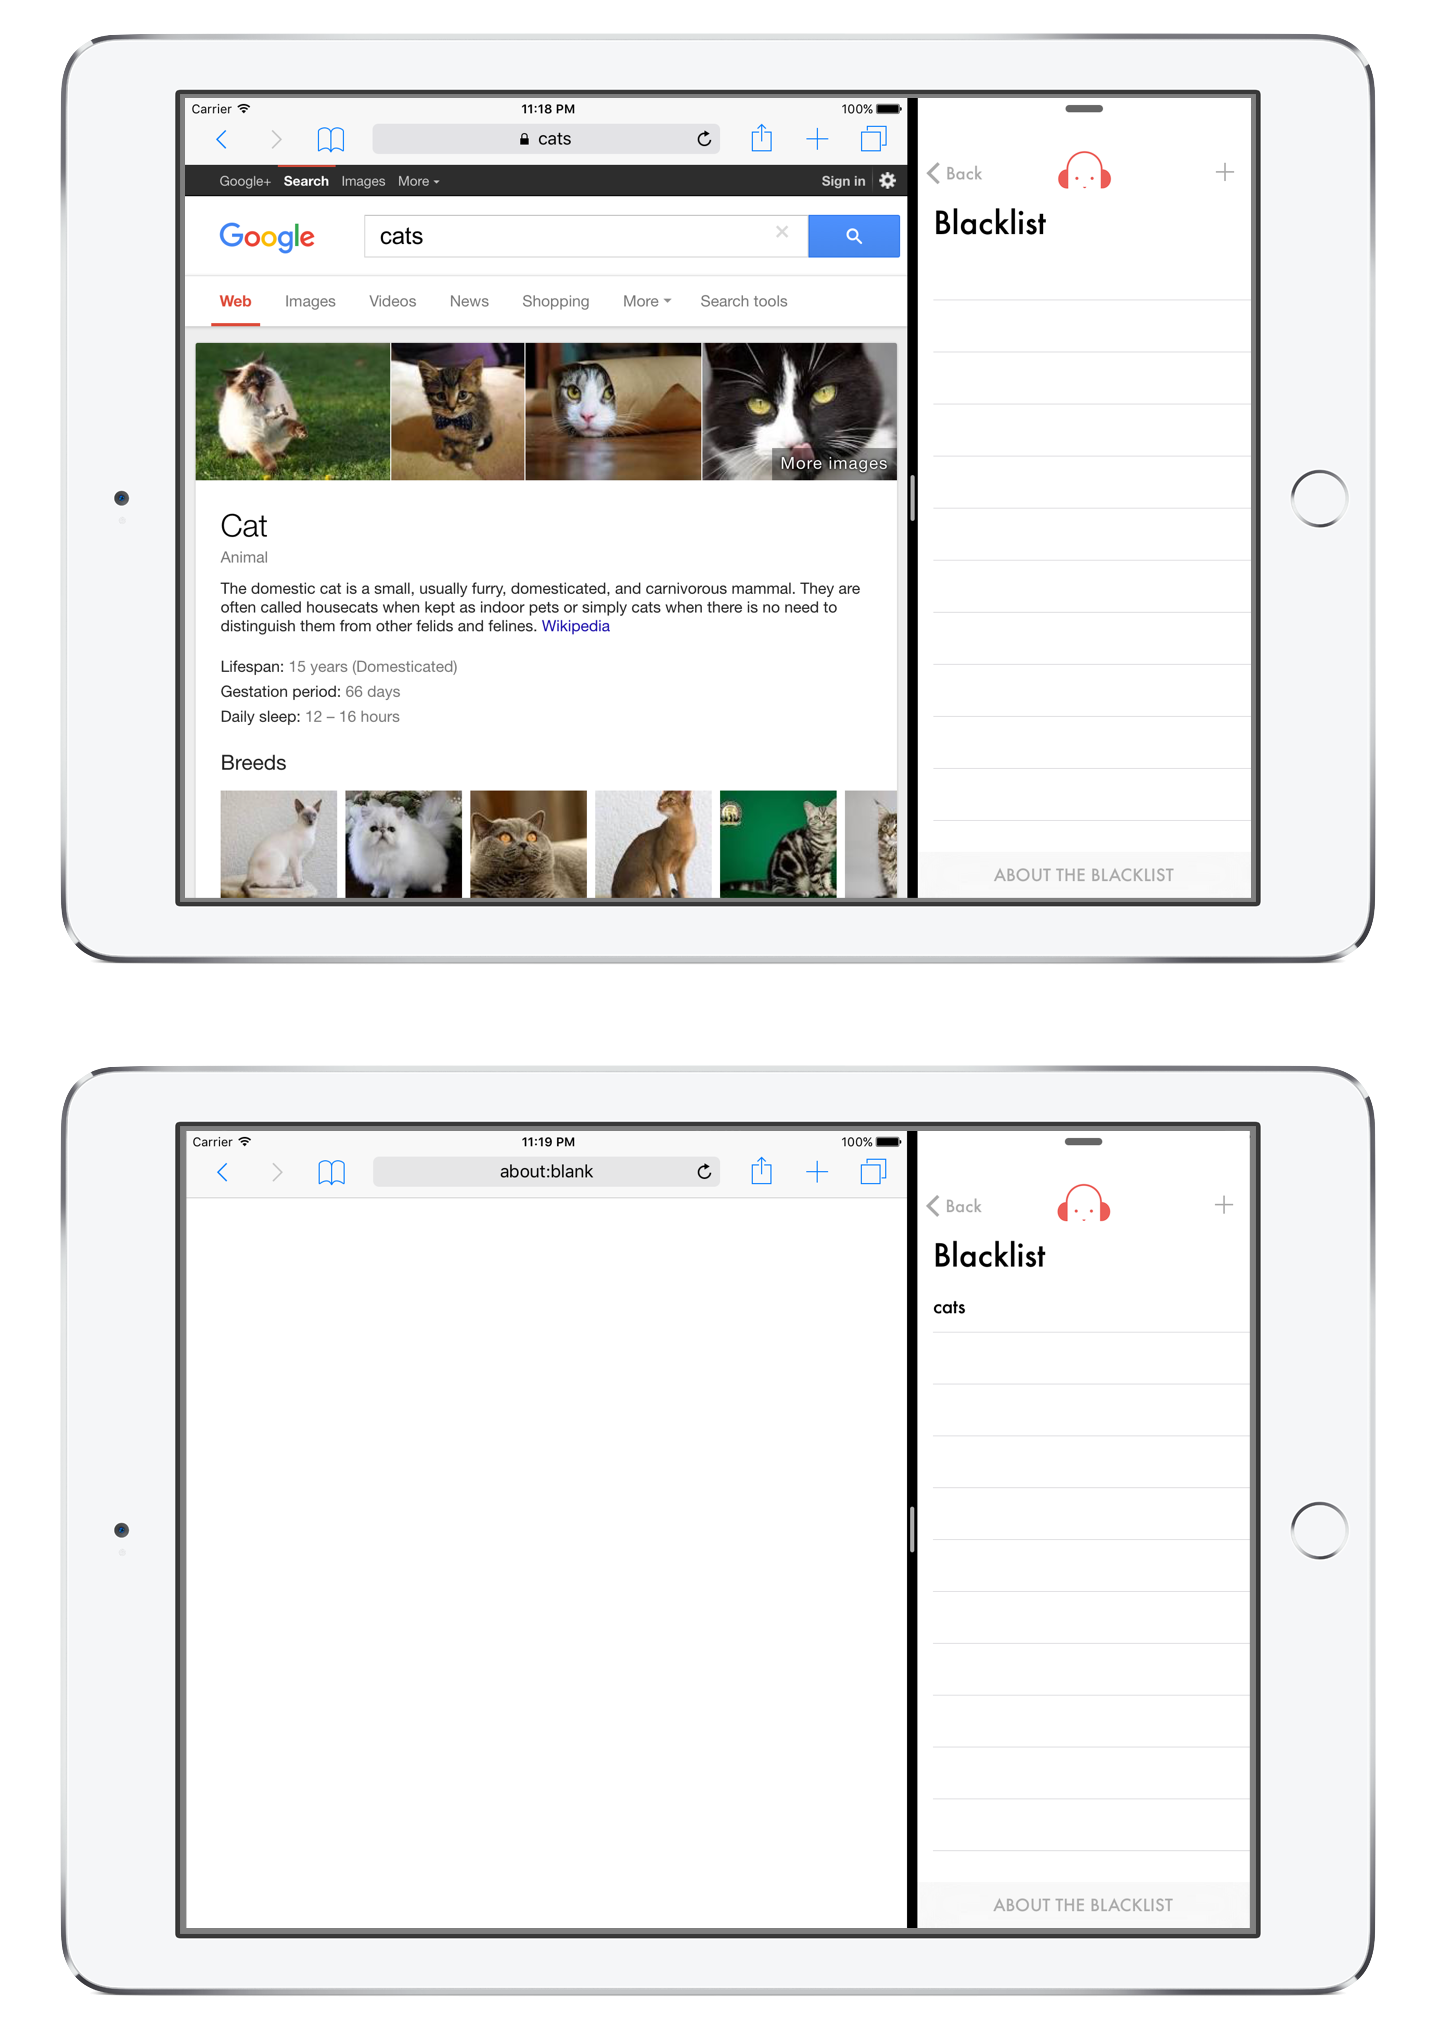 Carrier 11:18 PM 100%
cats
Google+ Search Images More Sign in
Google cats
Web Images Videos News Shopping More Search tools
More images
Cat
Animal
The domestic cat is a small, usually furry, domesticated, and carnivorous mammal. They are
often called housecats when kept as indoor pets or simply cats when there is no need to
distinguish them from other felids and felines. Wikipedia
Lifespan: 15 years (Domesticated)
Gestation period: 66 days
Daily sleep: 12 – 16 hours
Breeds
Back
Blacklist
ABOUT THE BLACKLIST
Carrier 11:19 PM 100%
about:blank
Back
Blacklist
cats
ABOUT THE BLACKLIST